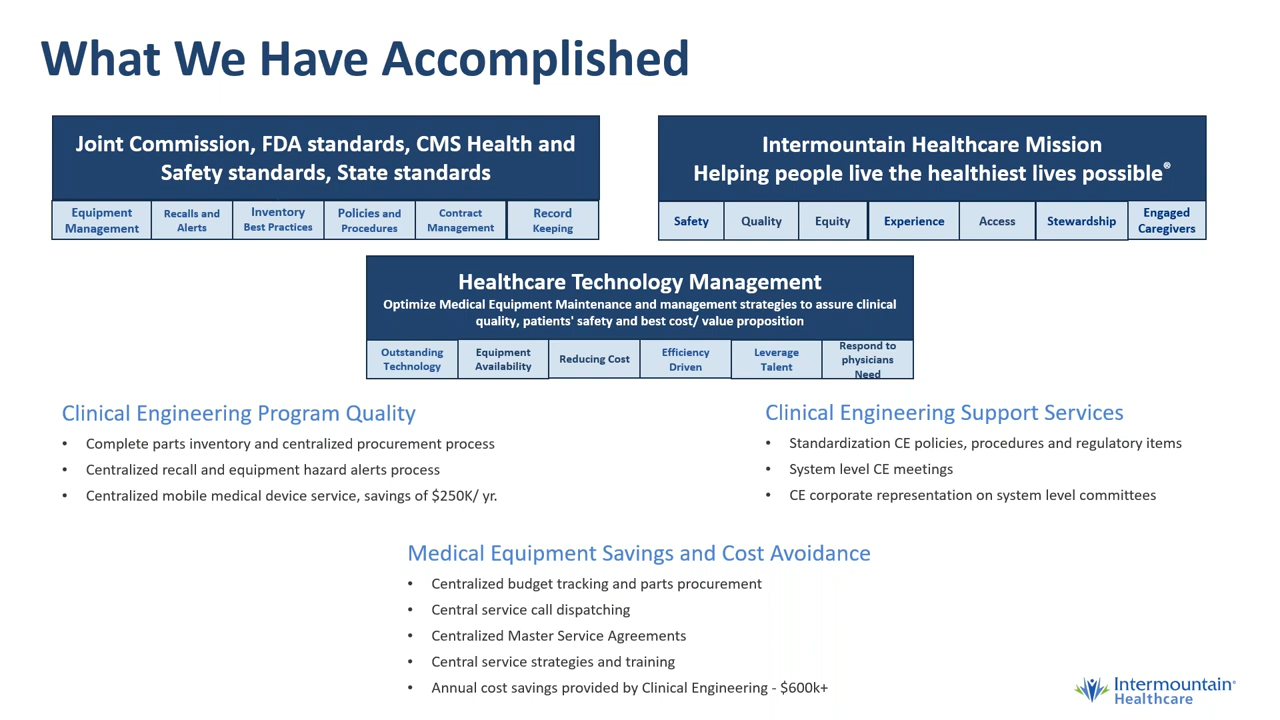 What We Have Accomplished
Joint Commission, FDA standards, CMS Health and
Safety standards, State standards
Equipment
Management
Recalls and
Alerts
Inventory
Best Practices
Policies and
Procedures
Contract
Management
Record
Keeping
Intermountain Healthcare Mission
Helping people live the healthiest lives possible®
Safety
Quality
Equity
Experience
Access
Stewardship
Engaged
Caregivers
Healthcare Technology Management
Optimize Medical Equipment Maintenance and management strategies to assure clinical
quality, patients' safety and best cost/ value proposition
Outstanding
Technology
Equipment
Availability
Reducing Cost
Efficiency
Driven
Leverage
Talent
Respond to
physicians
Need
Clinical Engineering Program Quality
• Complete parts inventory and centralized procurement process
• Centralized recall and equipment hazard alerts process
• Centralized mobile medical device service, savings of $250K/ yr.
Clinical Engineering Support Services
• Standardization CE policies, procedures and regulatory items
• System level CE meetings
• CE corporate representation on system level committees
Medical Equipment Savings and Cost Avoidance
• Centralized budget tracking and parts procurement
• Central service call dispatching
• Centralized Master Service Agreements
• Central service strategies and training
• Annual cost savings provided by Clinical Engineering - $600k+
Intermountain®
Healthcare